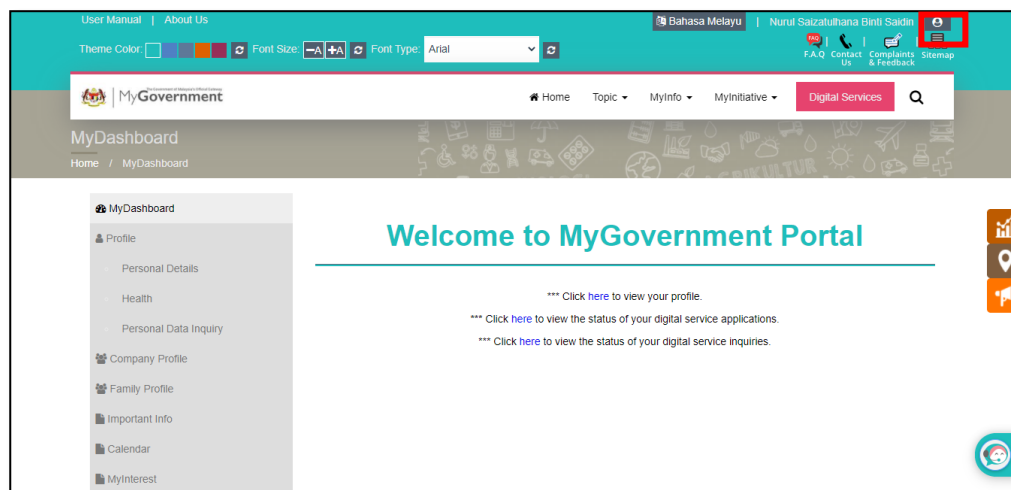 User Manual | About Us
Bahasa Melayu | Nurul Saizatulhana Binti Saidin
Theme Color: Font Size: -A +A Font Type: Arial
FAQ
F.A.Q Contact Us Complaints & Feedback Sitemap
MyGovernment
Home Topic MyInfo MyInitiative Digital Services
MyDashboard
Home / MyDashboard
AGRIKULTUR
MyDashboard
Profile
Personal Details
Health
Personal Data Inquiry
Company Profile
Family Profile
Important Info
Calendar
MyInterest
Welcome to MyGovernment Portal
*** Click here to view your profile.
*** Click here to view the status of your digital service applications.
*** Click here to view the status of your digital service inquiries.